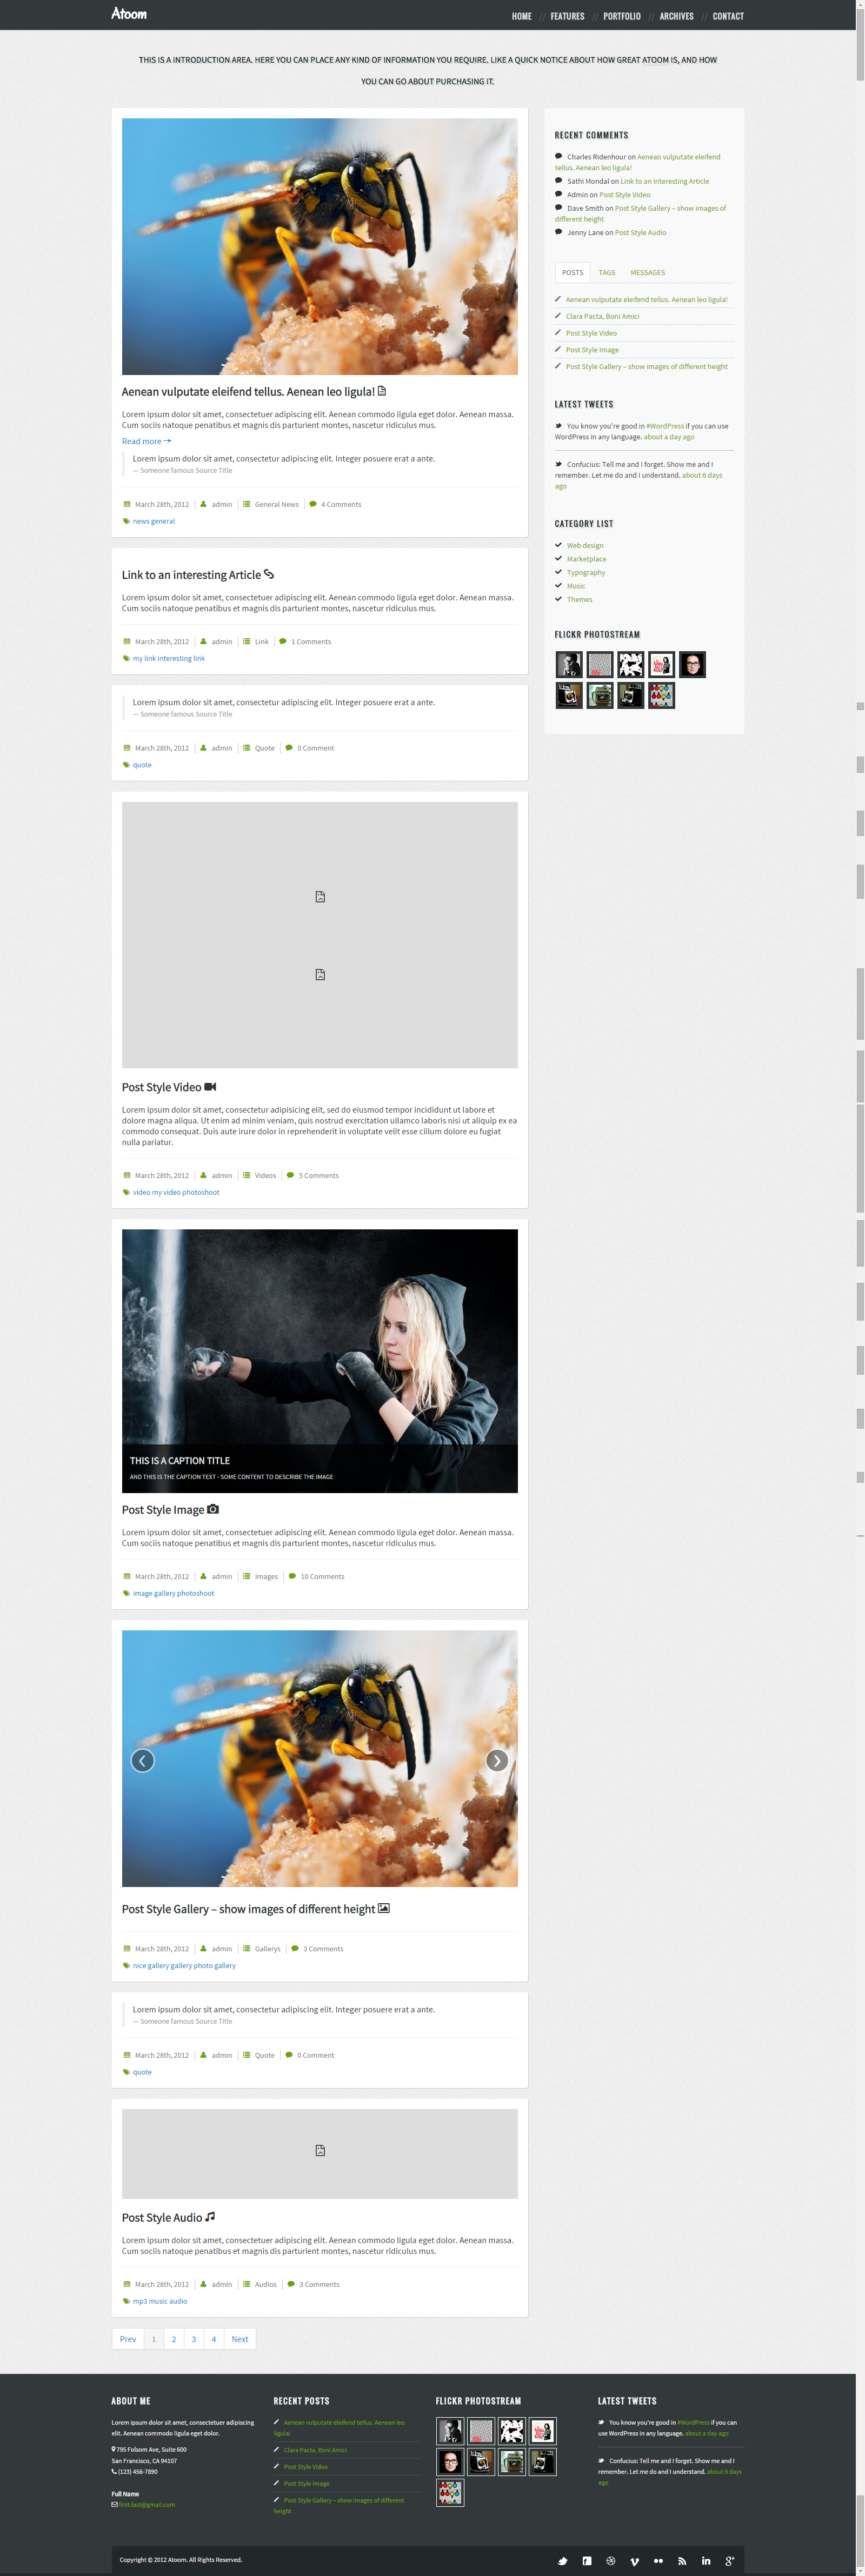 Atoom
HOME // FEATURES // PORTFOLIO // ARCHIVES // CONTACT
THIS IS A INTRODUCTION AREA. HERE YOU CAN PLACE ANY KIND OF INFORMATION YOU REQUIRE. LIKE A QUICK NOTICE ABOUT HOW GREAT ATOOM IS, AND HOW
YOU CAN GO ABOUT PURCHASING IT.
Aenean vulputate eleifend tellus. Aenean leo ligula!
Lorem ipsum dolor sit amet, consectetuer adipiscing elit. Aenean commodo ligula eget dolor. Aenean massa.
Cum sociis natoque penatibus et magnis dis parturient montes, nascetur ridiculus mus.
Read more →
Lorem ipsum dolor sit amet, consectetur adipiscing elit. Integer posuere erat a ante.
— Someone famous Source Title
March 28th, 2012 admin General News 4 Comments
news general
Link to an interesting Article
Lorem ipsum dolor sit amet, consectetuer adipiscing elit. Aenean commodo ligula eget dolor. Aenean massa.
Cum sociis natoque penatibus et magnis dis parturient montes, nascetur ridiculus mus.
March 28th, 2012 admin Link 1 Comments
my link interesting link
Lorem ipsum dolor sit amet, consectetur adipiscing elit. Integer posuere erat a ante.
— Someone famous Source Title
March 28th, 2012 admin Quote 0 Comment
quote
Post Style Video
Lorem ipsum dolor sit amet, consectetur adipisicing elit, sed do eiusmod tempor incididunt ut labore et
dolore magna aliqua. Ut enim ad minim veniam, quis nostrud exercitation ullamco laboris nisi ut aliquip ex ea
commodo consequat. Duis aute irure dolor in reprehenderit in voluptate velit esse cillum dolore eu fugiat
nulla pariatur.
March 28th, 2012 admin Videos 5 Comments
video my video photoshoot
THIS IS A CAPTION TITLE
AND THIS IS THE CAPTION TEXT - SOME CONTENT TO DESCRIBE THE IMAGE
Post Style Image
Lorem ipsum dolor sit amet, consectetuer adipiscing elit. Aenean commodo ligula eget dolor. Aenean massa.
Cum sociis natoque penatibus et magnis dis parturient montes, nascetur ridiculus mus.
March 28th, 2012 admin Images 10 Comments
image gallery photoshoot
Post Style Gallery – show images of different height
March 28th, 2012 admin Gallerys 3 Comments
nice gallery gallery photo gallery
Lorem ipsum dolor sit amet, consectetur adipiscing elit. Integer posuere erat a ante.
— Someone famous Source Title
March 28th, 2012 admin Quote 0 Comment
quote
Post Style Audio
Lorem ipsum dolor sit amet, consectetuer adipiscing elit. Aenean commodo ligula eget dolor. Aenean massa.
Cum sociis natoque penatibus et magnis dis parturient montes, nascetur ridiculus mus.
March 28th, 2012 admin Audios 3 Comments
mp3 music audio
Prev 1 2 3 4 Next
RECENT COMMENTS
Charles Ridenhour on Aenean vulputate eleifend
tellus. Aenean leo ligula!
Sathi Mondal on Link to an interesting Article
Admin on Post Style Video
Dave Smith on Post Style Gallery – show images of
different height
Jenny Lane on Post Style Audio
POSTS TAGS MESSAGES
Aenean vulputate eleifend tellus. Aenean leo ligula!
Clara Pacta, Boni Amici
Post Style Video
Post Style Image
Post Style Gallery – show images of different height
LATEST TWEETS
You know you're good in #WordPress if you can use
WordPress in any language. about a day ago
Confucius: Tell me and I forget. Show me and I
remember. Let me do and I understand. about 6 days
ago
CATEGORY LIST
Web design
Marketplace
Typography
Music
Themes
FLICKR PHOTOSTREAM
ABOUT ME
Lorem ipsum dolor sit amet, consectetuer adipiscing
elit. Aenean commodo ligula eget dolor.
795 Folsom Ave, Suite 600
San Francisco, CA 94107
(123) 456-7890
Full Name
first.last@gmail.com
RECENT POSTS
Aenean vulputate eleifend tellus. Aenean leo
ligula!
Clara Pacta, Boni Amici
Post Style Video
Post Style Image
Post Style Gallery – show images of different
height
FLICKR PHOTOSTREAM
LATEST TWEETS
You know you're good in #WordPress if you can
use WordPress in any language. about a day ago
Confucius: Tell me and I forget. Show me and I
remember. Let me do and I understand. about 6 days
ago
Copyright © 2012 Atoom. All Rights Reserved.